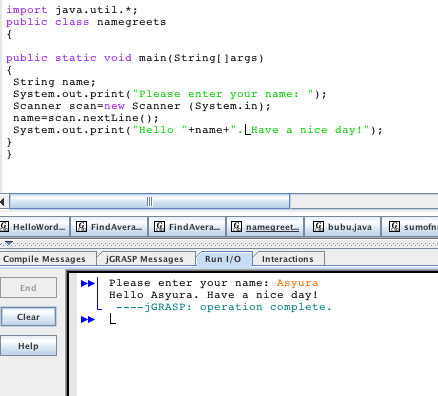 import java.util.*;
public class namegreets
{
public static void main(String[]args)
{
String name;
System.out.print("Please enter your name: ");
Scanner scan=new Scanner (System.in);
name=scan.nextLine();
System.out.print("Hello "+name+". Have a nice day!");
}
}
HelloWord... FindAvera... FindAvera... namegreet... bubu.java sumofn
Compile Messages jGRASP Messages Run I/O Interactions
End
Clear
Help
Please enter your name: Asyura
Hello Asyura. Have a nice day!
----jGRASP: operation complete.